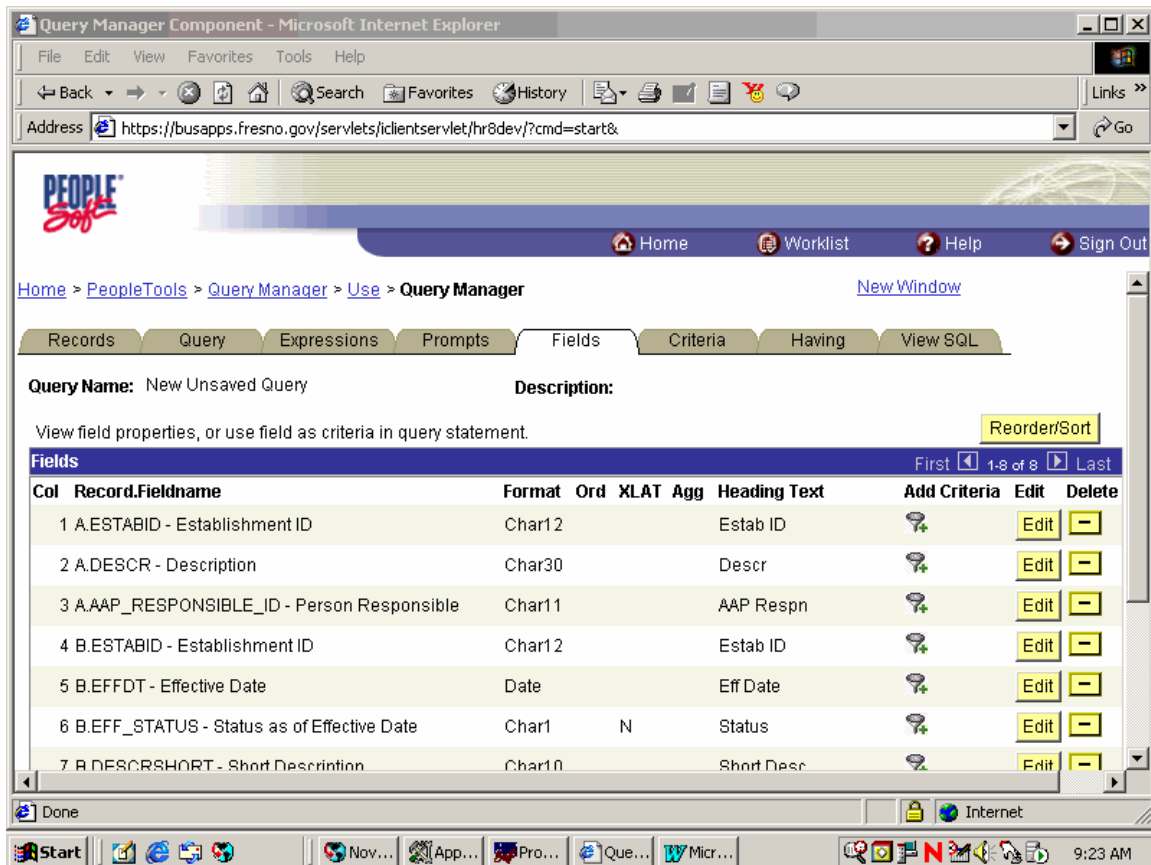 Query Manager Component - Microsoft Internet Explorer
File Edit View Favorites Tools Help
Back Search Favorites History Links »
Address https://busapps.fresno.gov/servlets/iclientservlet/hr8dev/?cmd=start& Go
PEOPLE
Soft
Home Worklist Help Sign Out
Home > PeopleTools > Query Manager > Use > Query Manager New Window
Records Query Expressions Prompts Fields Criteria Having View SQL
Query Name: New Unsaved Query Description:
View field properties, or use field as criteria in query statement. Reorder/Sort
Fields First 1-8 of 8 Last
Col Record.Fieldname Format Ord XLAT Agg Heading Text Add Criteria Edit Delete
1 A.ESTABID - Establishment ID Char12 Estab ID Edit
2 A.DESCR - Description Char30 Descr Edit
3 A.AAP_RESPONSIBLE_ID - Person Responsible Char11 AAP Respn Edit
4 B.ESTABID - Establishment ID Char12 Estab ID Edit
5 B.EFFDT - Effective Date Date Eff Date Edit
6 B.EFF_STATUS - Status as of Effective Date Char1 N Status Edit
7 B.DESCRSHORT - Short Description Char10 Short Desc Edit
Done Internet
Start Nov... App... Pro... Que... Micr... 9:23 AM